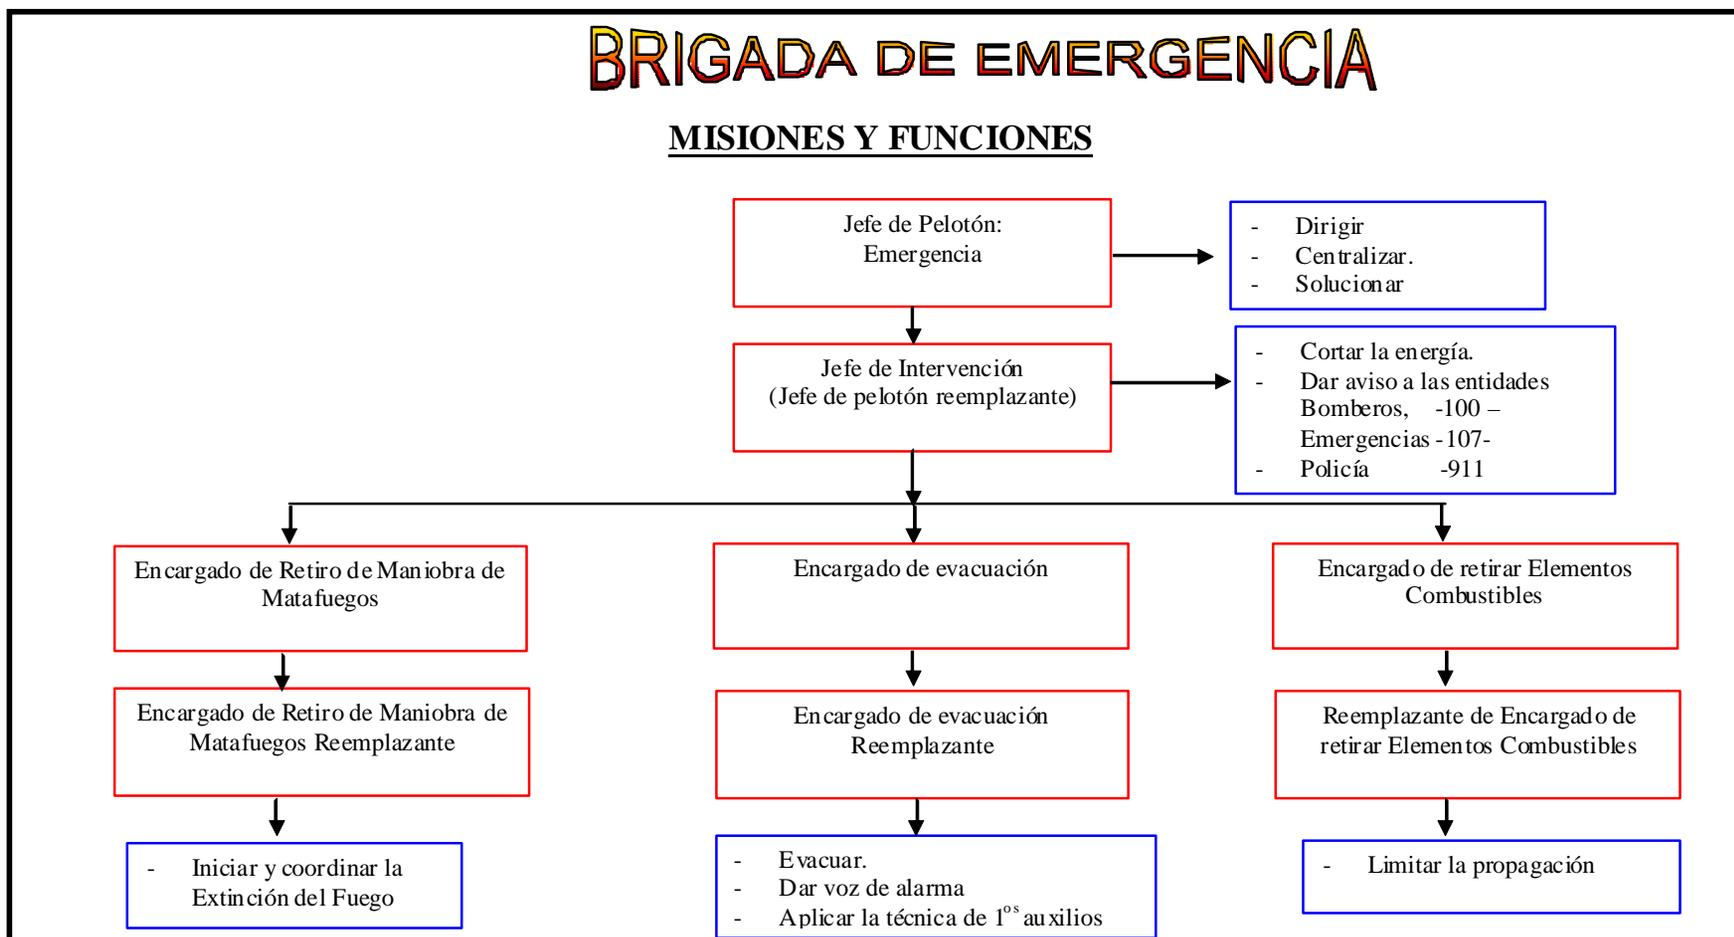 BRIGADA DE EMERGENCIA
MISIONES Y FUNCIONES
Jefe de Pelotón:
Emergencia
- Dirigir
- Centralizar.
- Solucionar
Jefe de Intervención
(Jefe de pelotón reemplazante)
- Cortar la energía.
- Dar aviso a las entidades
Bomberos, -100 –
Emergencias -107-
- Policía -911
Encargado de Retiro de Maniobra de
Matafuegos
Encargado de evacuación
Encargado de retirar Elementos
Combustibles
Encargado de Retiro de Maniobra de
Matafuegos Reemplazante
Encargado de evacuación
Reemplazante
Reemplazante de Encargado de
retirar Elementos Combustibles
- Iniciar y coordinar la
Extinción del Fuego
- Evacuar.
- Dar voz de alarma
- Aplicar la técnica de 1os auxilios
- Limitar la propagación